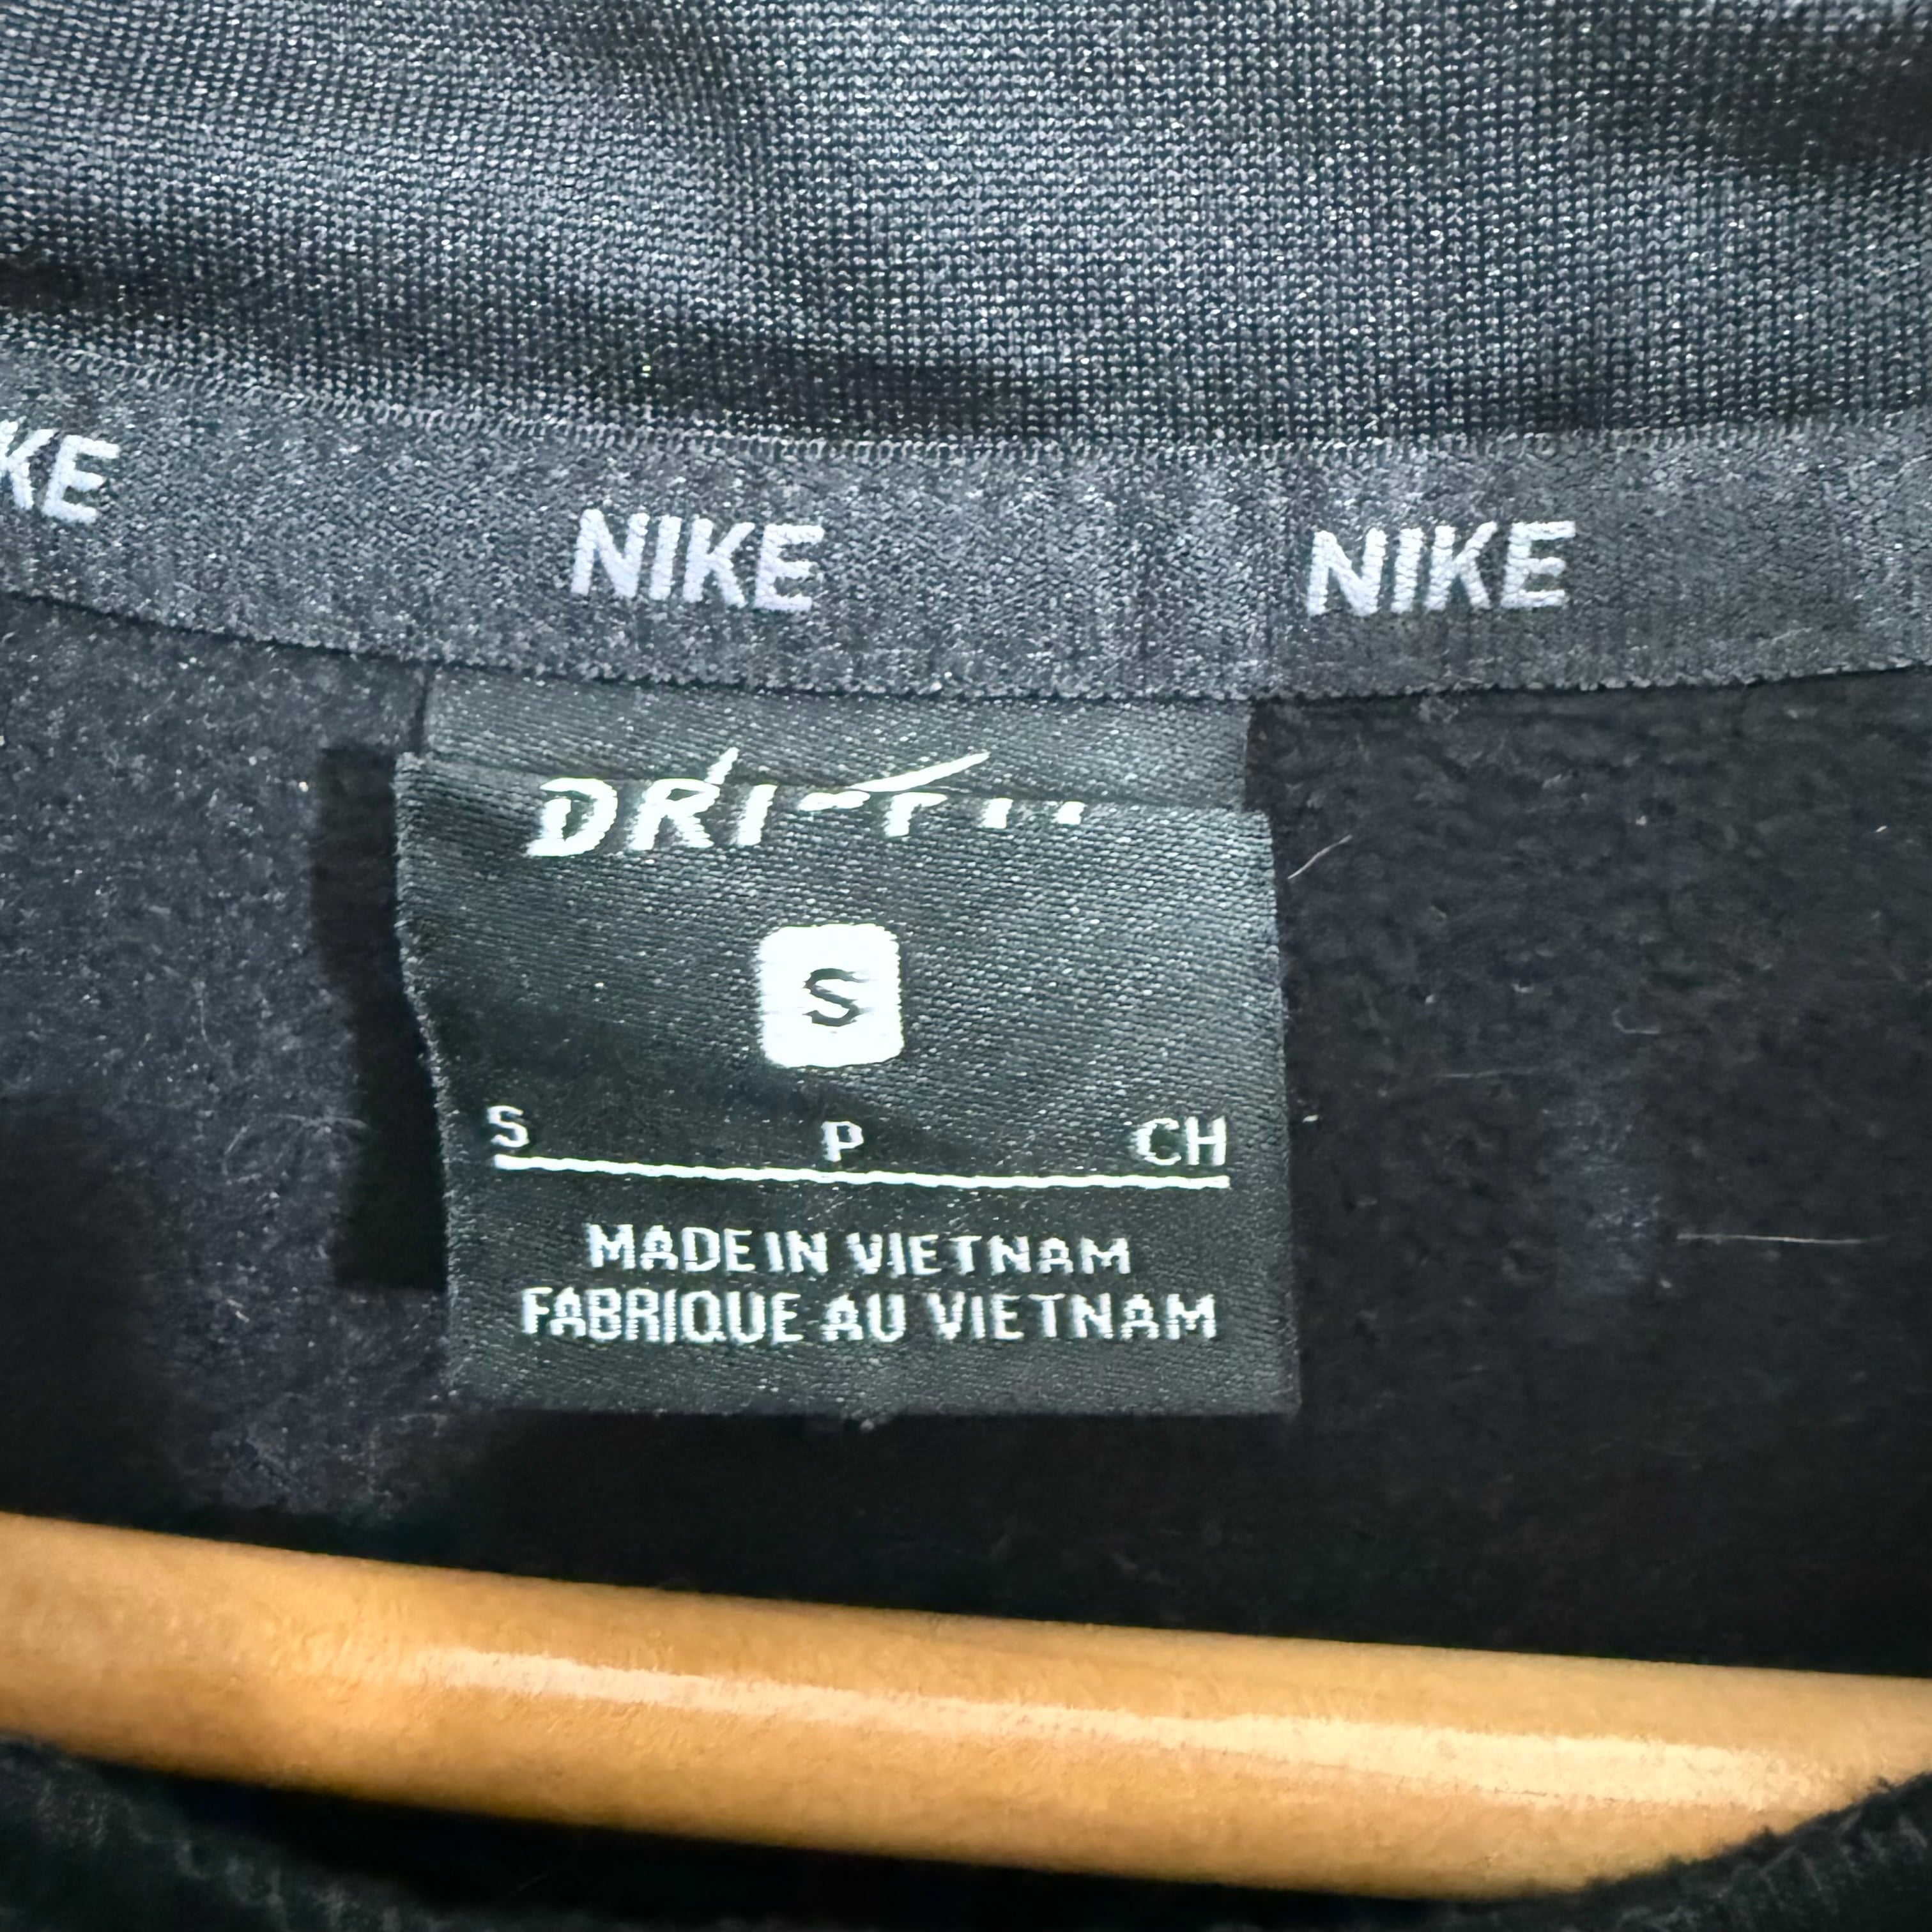 KE NIKE NIKE
DRI-FIT
S
S P CH
MADE IN VIETNAM
FABRIQUE AU VIETNAM